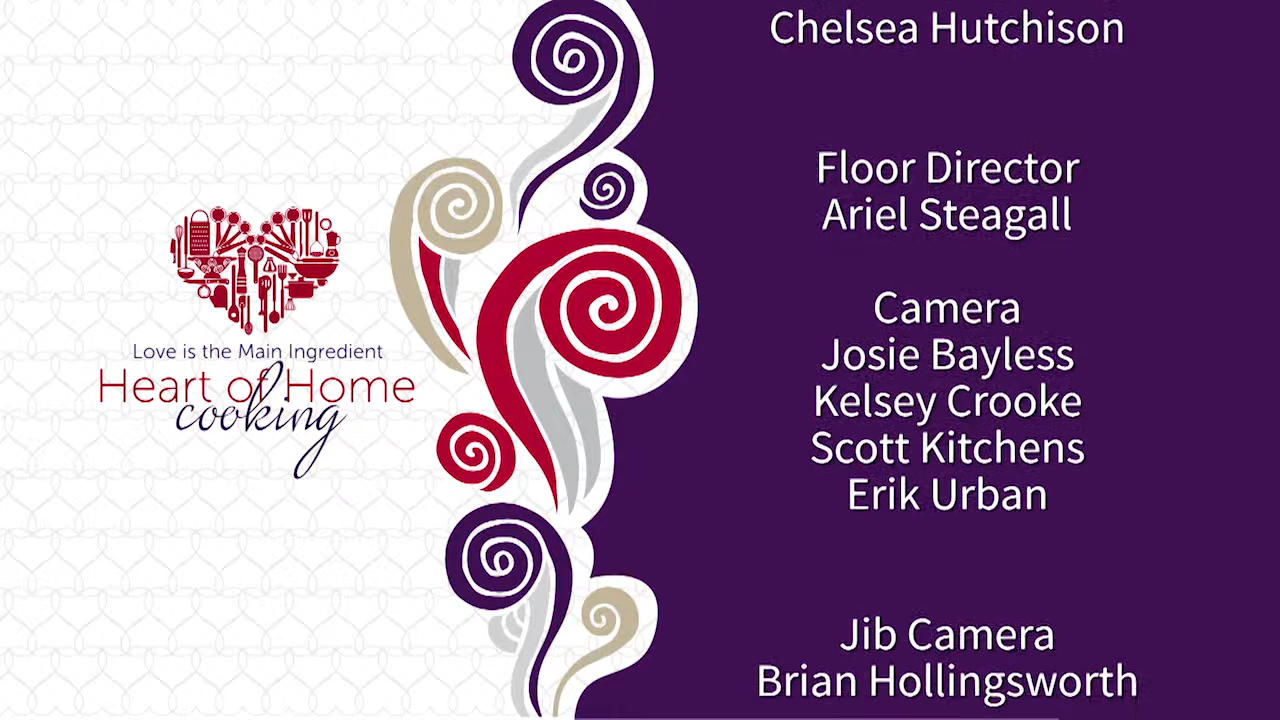 Love is the Main Ingredient
Heart of Home
cooking
Chelsea Hutchison
Floor Director
Ariel Steagall
Camera
Josie Bayless
Kelsey Crooke
Scott Kitchens
Erik Urban
Jib Camera
Brian Hollingsworth